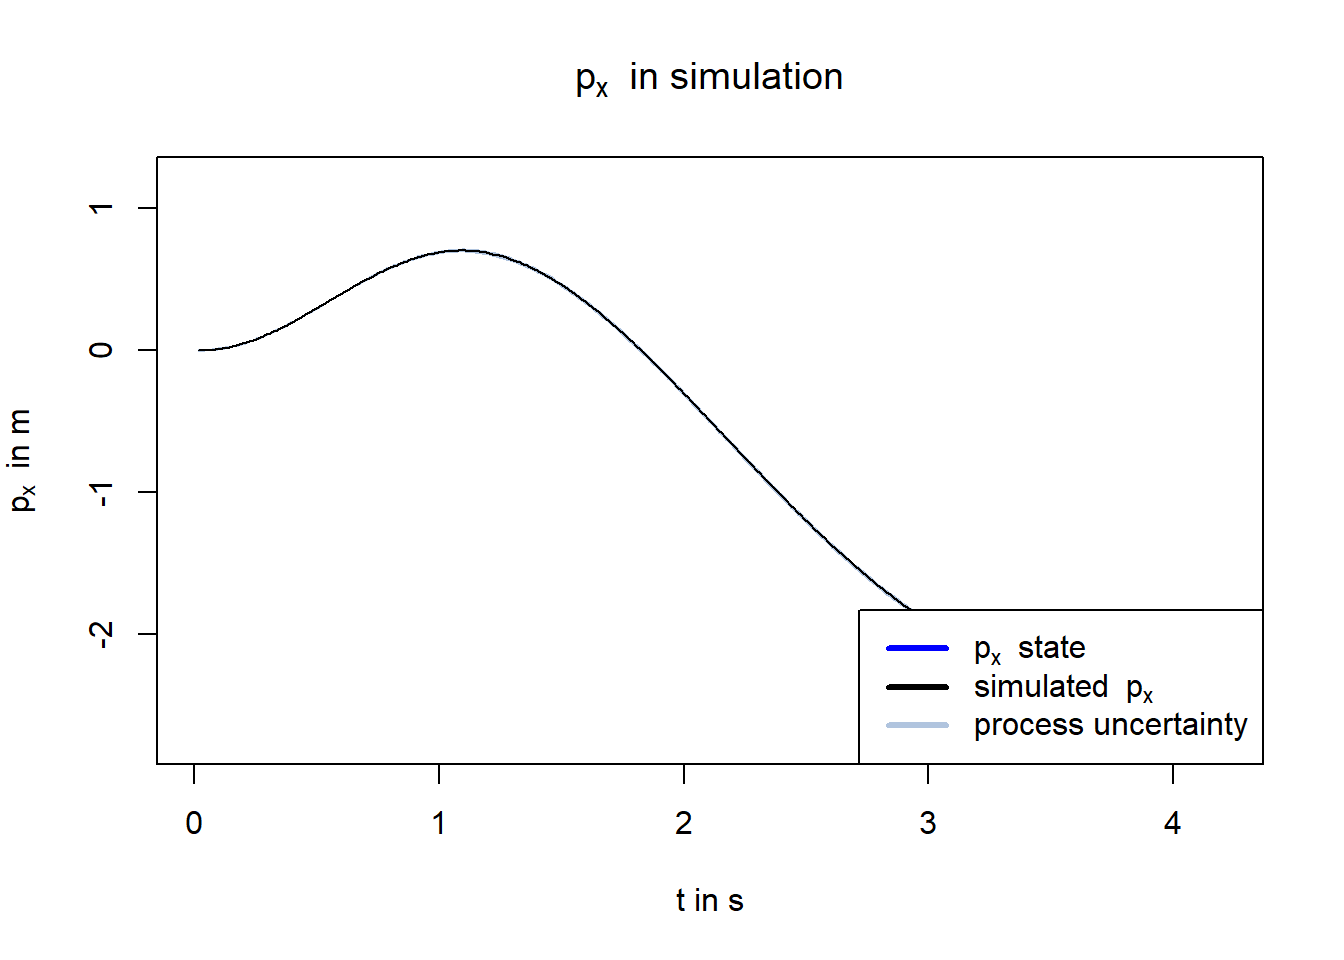 pₓ in simulation
1
0
-1
-2
pₓ in m
pₓ state
simulated pₓ
process uncertainty
0 1 2 3 4
t in s